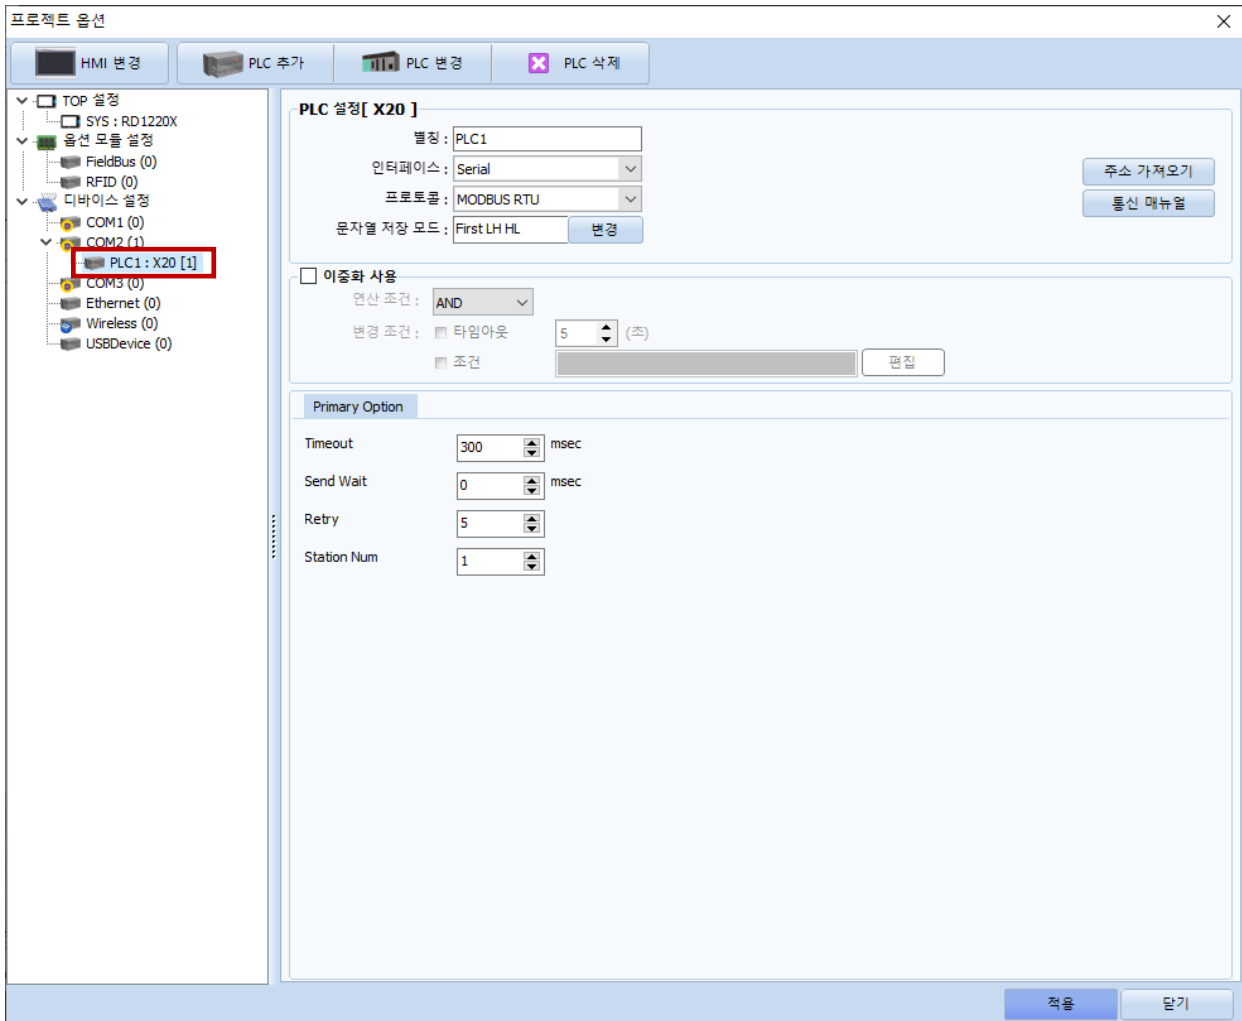 프로젝트 옵션
HMI 변경
PLC 추가
PLC 변경
PLC 삭제
TOP 설정
SYS : RD1220X
옵션 모듈 설정
FieldBus (0)
RFID (0)
디바이스 설정
COM1 (0)
COM2 (1)
PLC1 : X20 [1]
COM3 (0)
Ethernet (0)
Wireless (0)
USBDevice (0)
PLC 설정[ X20 ]
별칭 : PLC1
인터페이스 : Serial
프로토콜 : MODBUS RTU
문자열 저장 모드 : First LH HL 변경
주소 가져오기
통신 매뉴얼
이중화 사용
연산 조건 : AND
변경 조건 : 타임아웃 5 (초)
조건 편집
Primary Option
Timeout 300 msec
Send Wait 0 msec
Retry 5
Station Num 1
적용 닫기